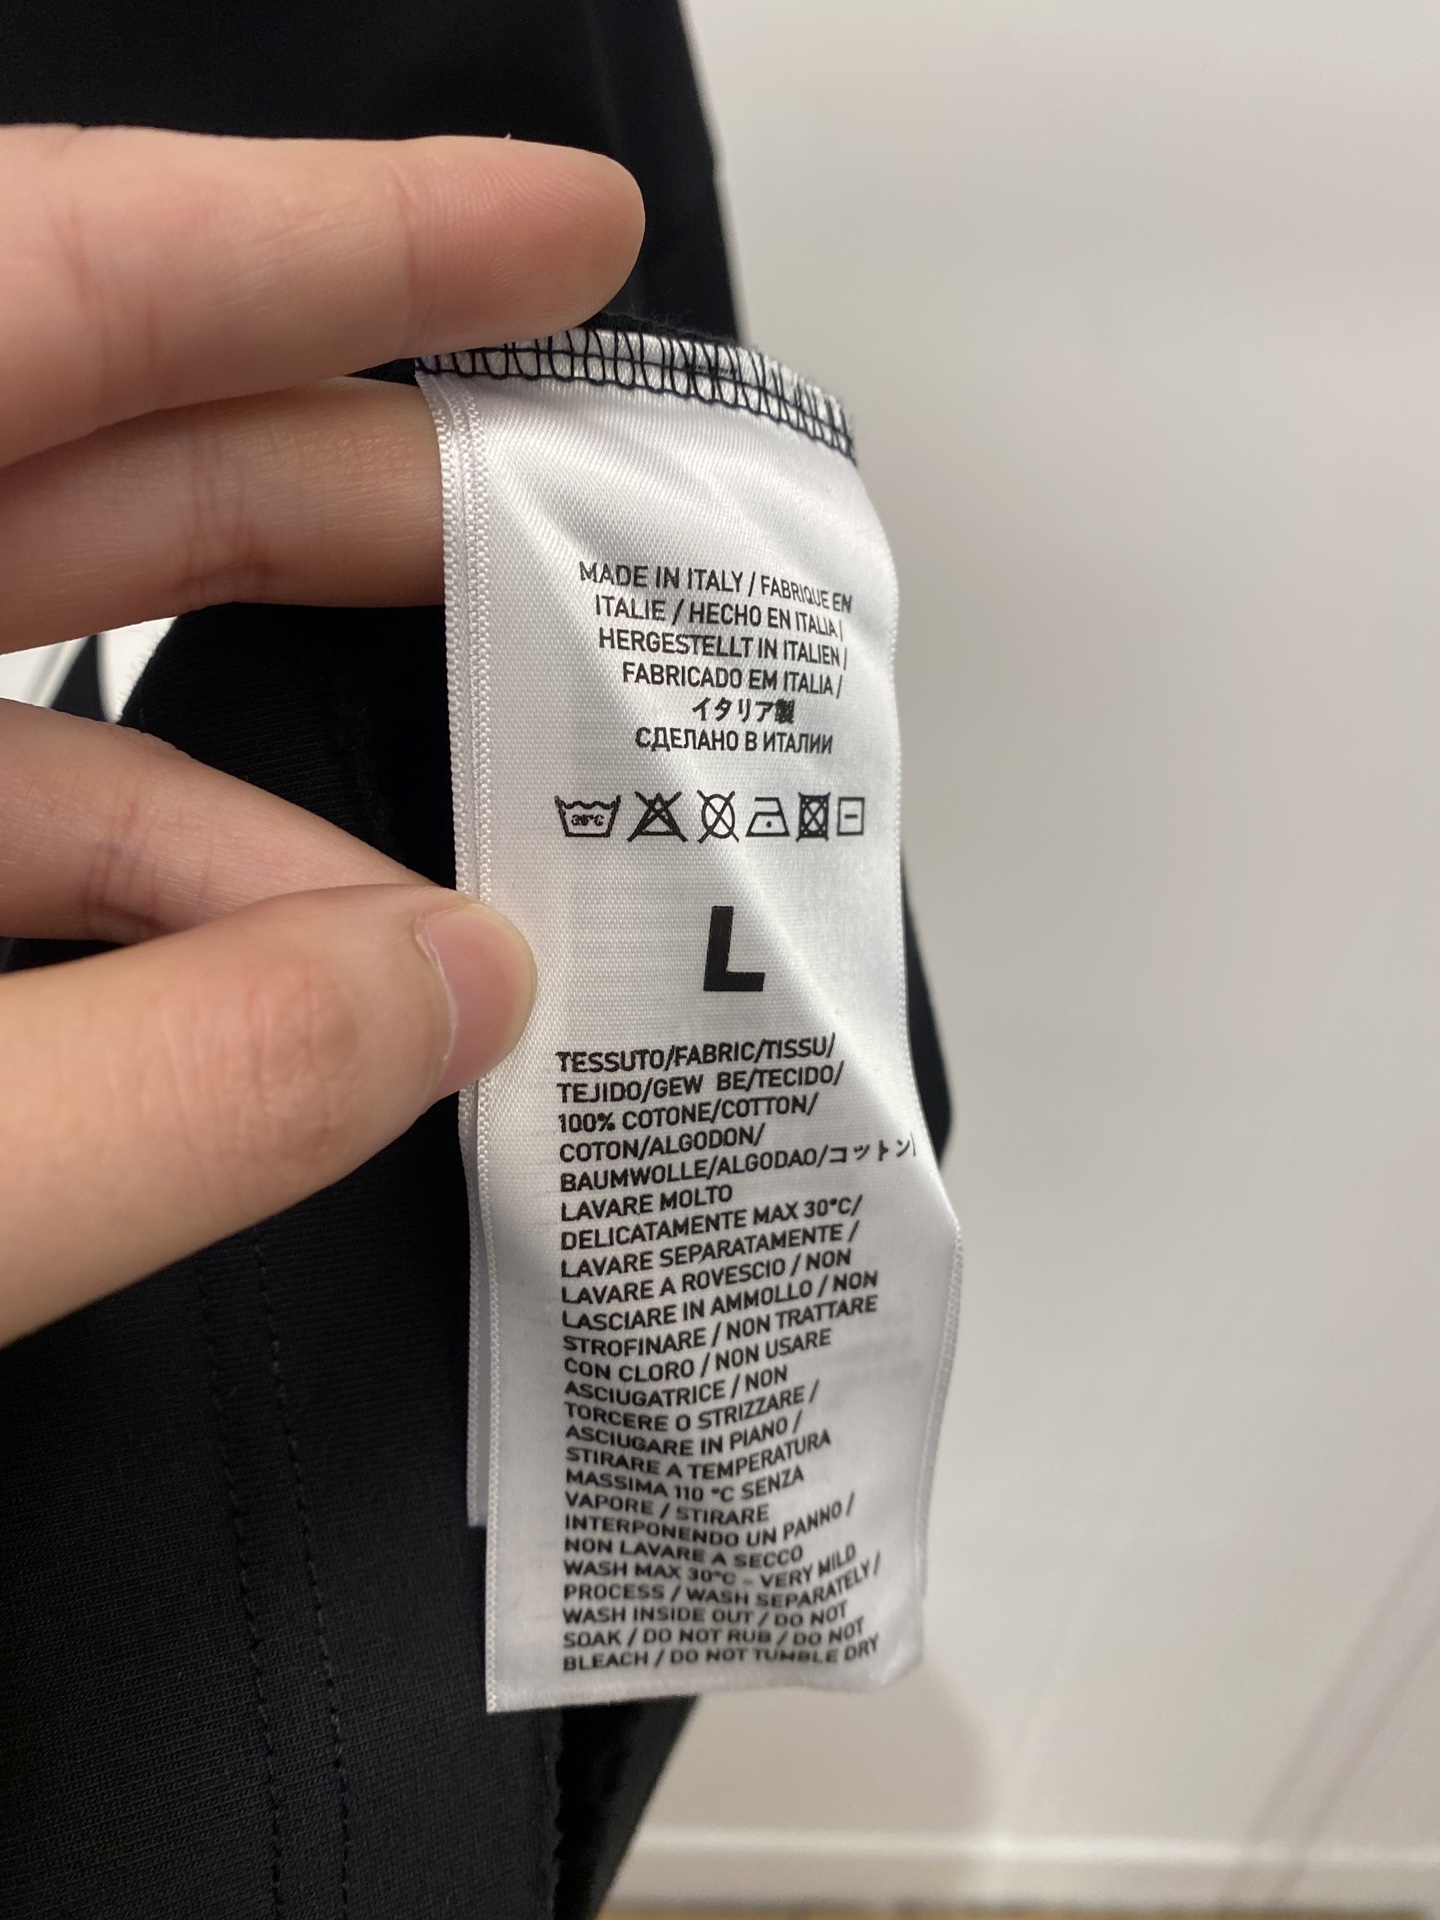 MADE IN ITALY / FABRIQUE EN
ITALIE / HECHO EN ITALIA /
HERGESTELLT IN ITALIEN /
FABRICADO EM ITALIA /
イタリア製
СДЕЛАНО В ИТАЛИИ
30°C
L
TESSUTO/FABRIC/TISSU/
TEJIDO/GEW BE/TECIDO/
100% COTONE/COTTON/
COTON/ALGODON/
BAUMWOLLE/ALGODAO/コットン/
LAVARE MOLTO
DELICATAMENTE MAX 30°C/
LAVARE SEPARATAMENTE /
LAVARE A ROVESCIO / NON
LASCIARE IN AMMOLLO / NON
STROFINARE / NON TRATTARE
CON CLORO / NON USARE
ASCIUGATRICE / NON
TORCERE O STRIZZARE /
ASCIUGARE IN PIANO /
STIRARE A TEMPERATURA
MASSIMA 110 °C SENZA
VAPORE / STIRARE
INTERPONENDO UN PANNO /
NON LAVARE A SECCO
WASH MAX 30°C - VERY MILD
PROCESS / WASH SEPARATELY /
WASH INSIDE OUT / DO NOT
SOAK / DO NOT RUB / DO NOT
BLEACH / DO NOT TUMBLE DRY